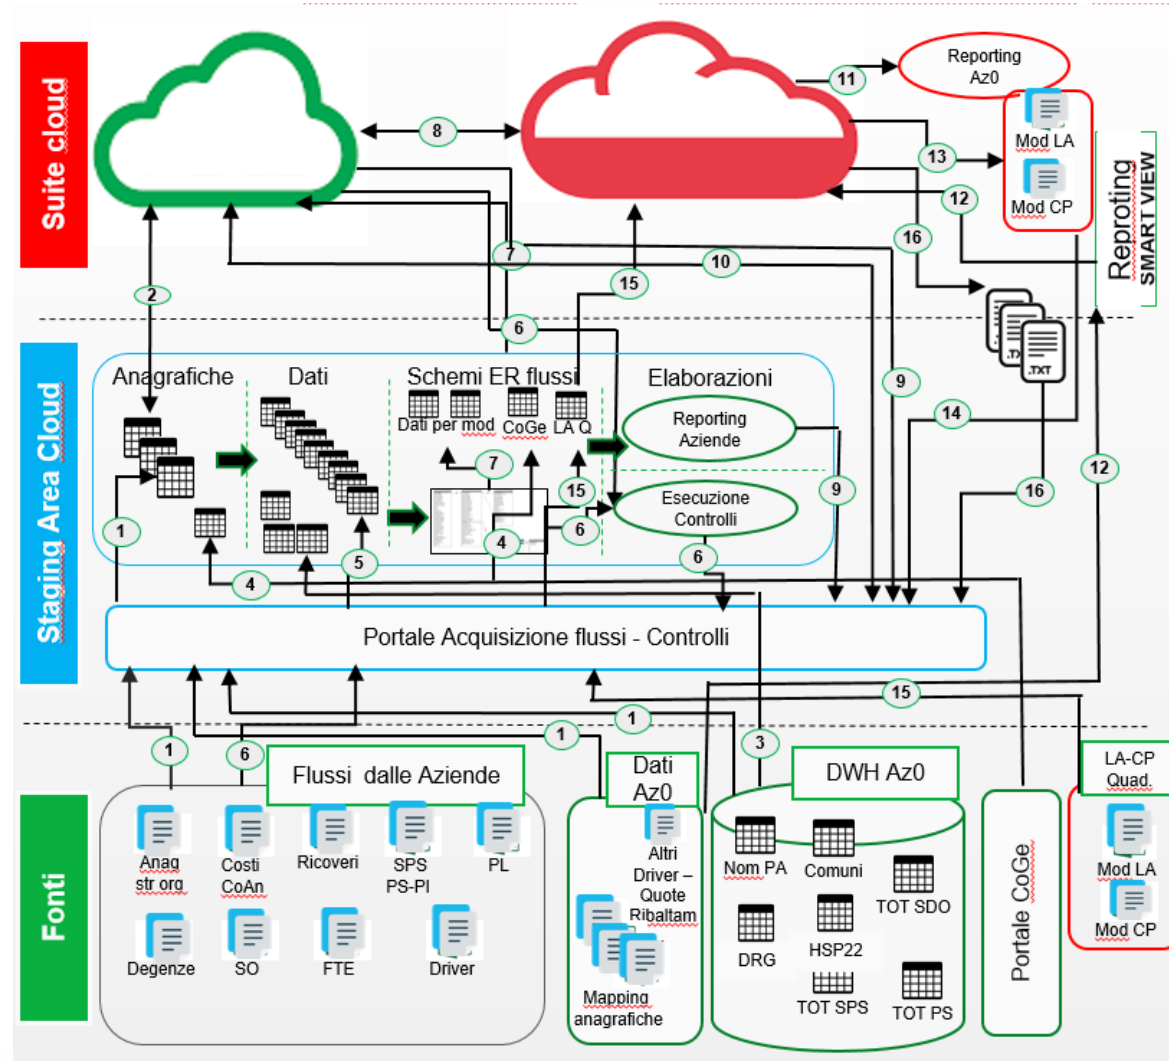 Suite cloud
8
11
Reporting
Az0
Mod LA
Mod CP
13
12
16
Reproting
SMART VIEW
2
7
10
15
6
9
14
.TXT
Staging Area Cloud
Anagrafiche
Dati
Schemi ER flussi
Elaborazioni
Dati per mod
CoGe
LA Q
Reporting
Aziende
7
15
12
9
16
1
Esecuzione
Controlli
6
4
5
6
4
Portale Acquisizione flussi - Controlli
15
1
1
1
6
3
Fonti
Flussi dalle Aziende
Anag
str org
Costi
CoAn
Ricoveri
SPS
PS-PI
PL
Degenze
SO
FTE
Driver
Dati
Az0
Altri
Driver –
Quote
Ribaltam
Mapping
anagrafiche
DWH Az0
Nom PA
Comuni
TOT SDO
DRG
HSP22
TOT SPS
TOT PS
Portale CoGe
LA-CP
Quad.
Mod LA
Mod CP